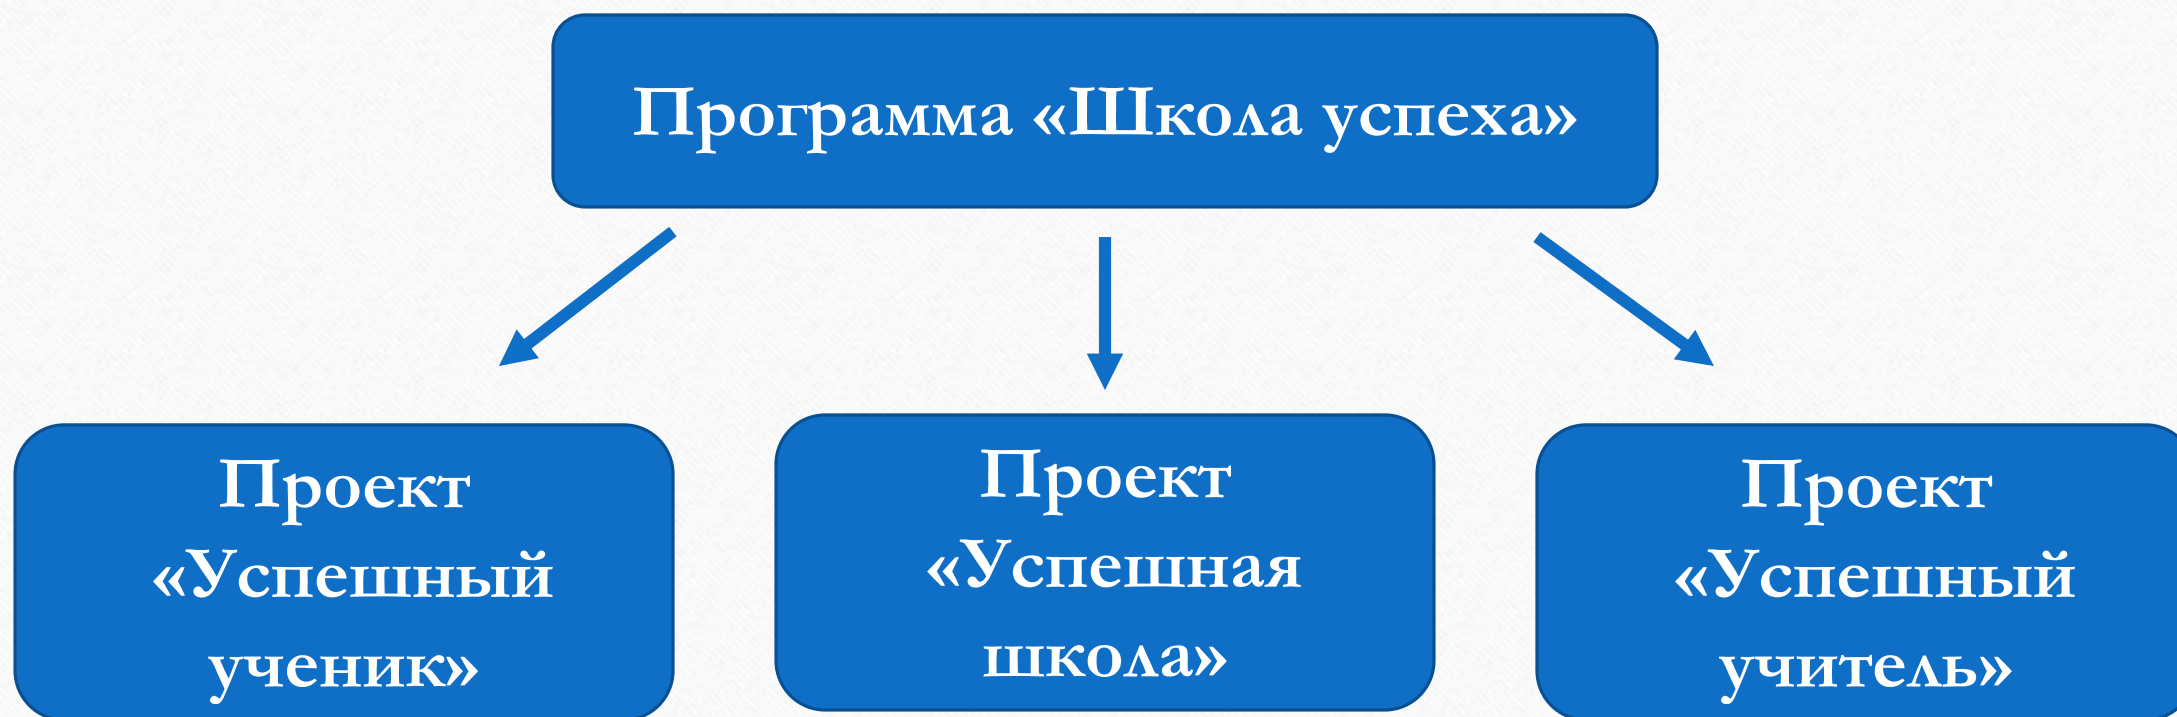 Программа «Школа успеха»
Проект
«Успешный
ученик»
Проект
«Успешная
школа»
Проект
«Успешный
учитель»